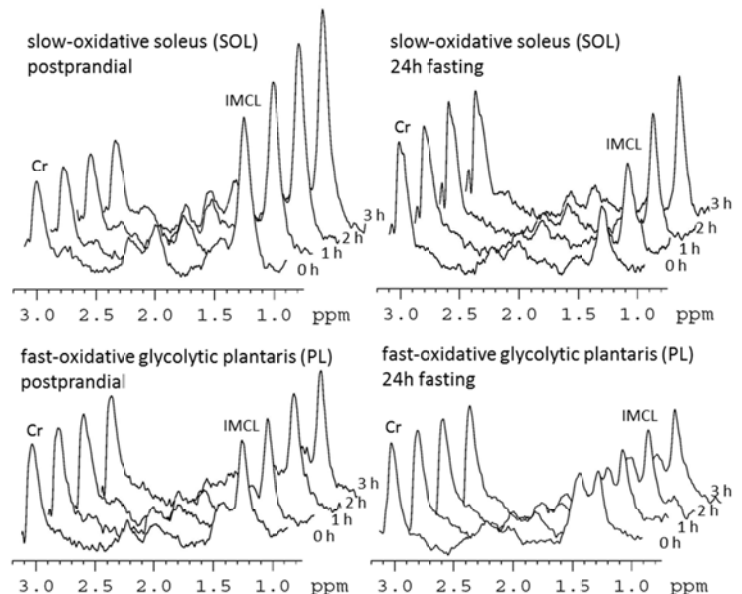 slow-oxidative soleus (SOL)
postprandial
IMCL
Cr
3 h
2 h
1 h
0 h
3.0 2.5 2.0 1.5 1.0 ppm
slow-oxidative soleus (SOL)
24h fasting
IMCL
Cr
3 h
2 h
1 h
0 h
3.0 2.5 2.0 1.5 1.0 ppm
fast-oxidative glycolytic plantaris (PL)
postprandial
IMCL
Cr
3 h
2 h
1 h
0 h
3.0 2.5 2.0 1.5 1.0 ppm
fast-oxidative glycolytic plantaris (PL)
24h fasting
IMCL
Cr
3 h
2 h
1 h
0 h
3.0 2.5 2.0 1.5 1.0 ppm